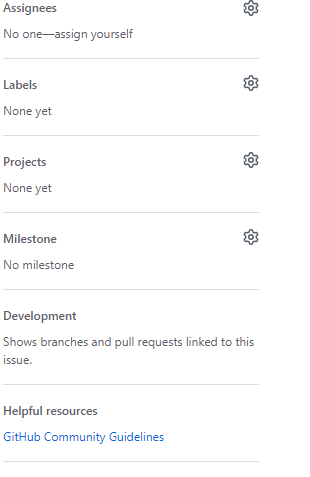 Assignees
No one—assign yourself
Labels
None yet
Projects
None yet
Milestone
No milestone
Development
Shows branches and pull requests linked to this
issue.
Helpful resources
GitHub Community Guidelines